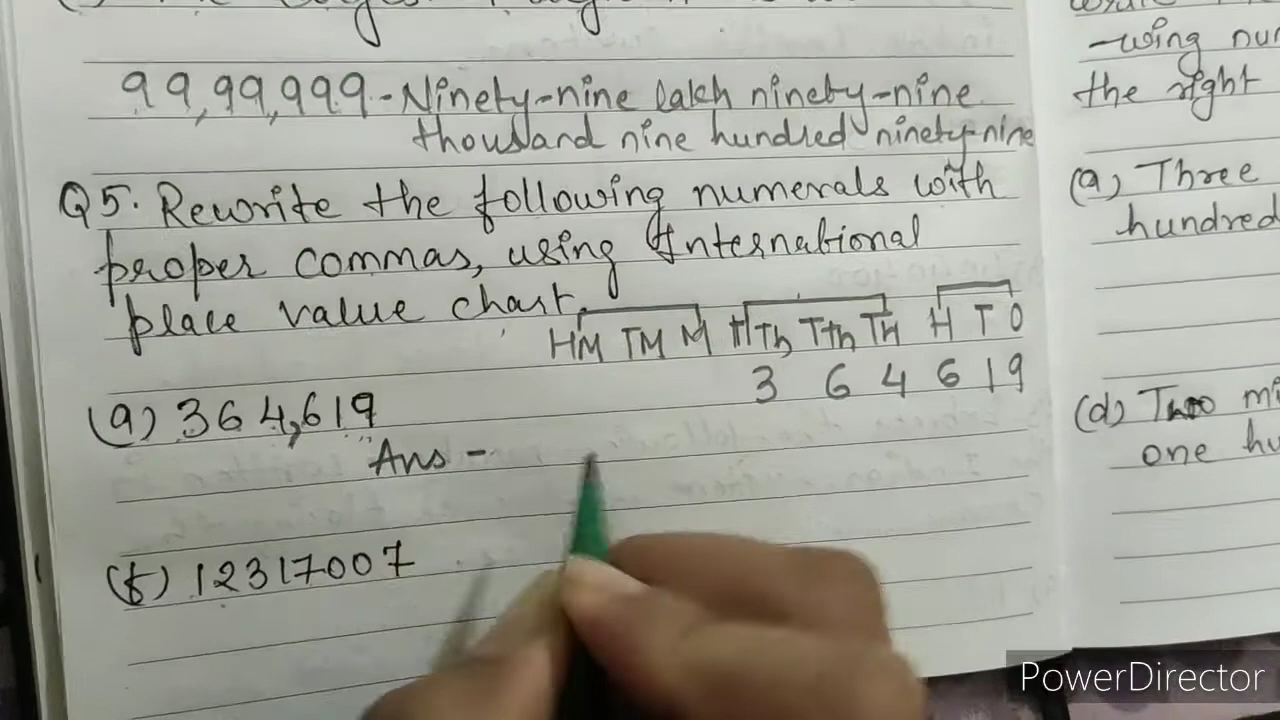 99,99,999 - Ninety-nine lakh ninety-nine
thousand nine hundred ninety-nine
Q5. Rewrite the following numerals with
proper commas, using International
place value chart.
HM TM M HTh TTh Th H T O
3 6 4 6 1 9
(a) 364,619
Ans -
(f) 12317007
-wing
the right
(a) Three
hundred
(d) Two
one
PowerDirector